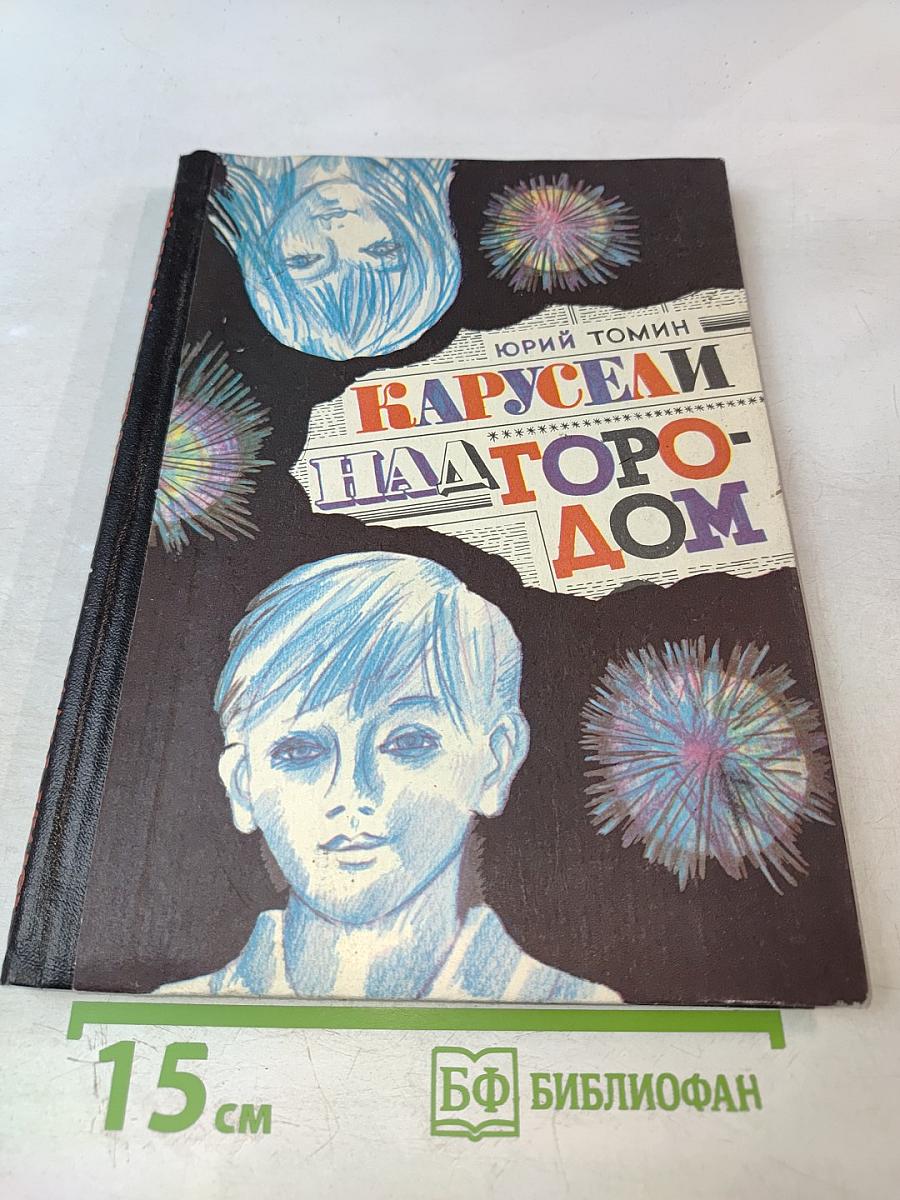 ЮРИЙ ТОМИН
КАРУСЕЛИ
НАД ГОРО-
ДОМ
15 см
БФ БИБЛИОФАН